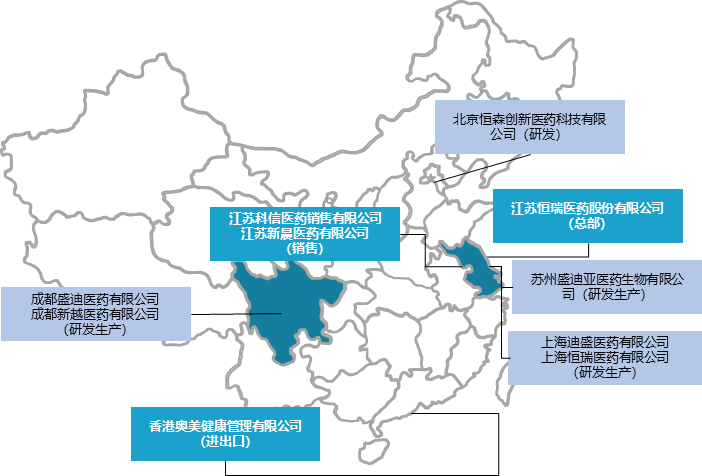 北京恒森创新医药科技有限
公司（研发）
江苏恒瑞医药股份有限公司
（总部）
江苏科信医药销售有限公司
江苏新晨医药有限公司
（销售）
苏州盛迪亚医药生物有限公
司（研发生产）
成都盛迪医药有限公司
成都新越医药有限公司
（研发生产）
上海迪盛医药有限公司
上海恒瑞医药有限公司
（研发生产）
香港奥美健康管理有限公司
（进出口）